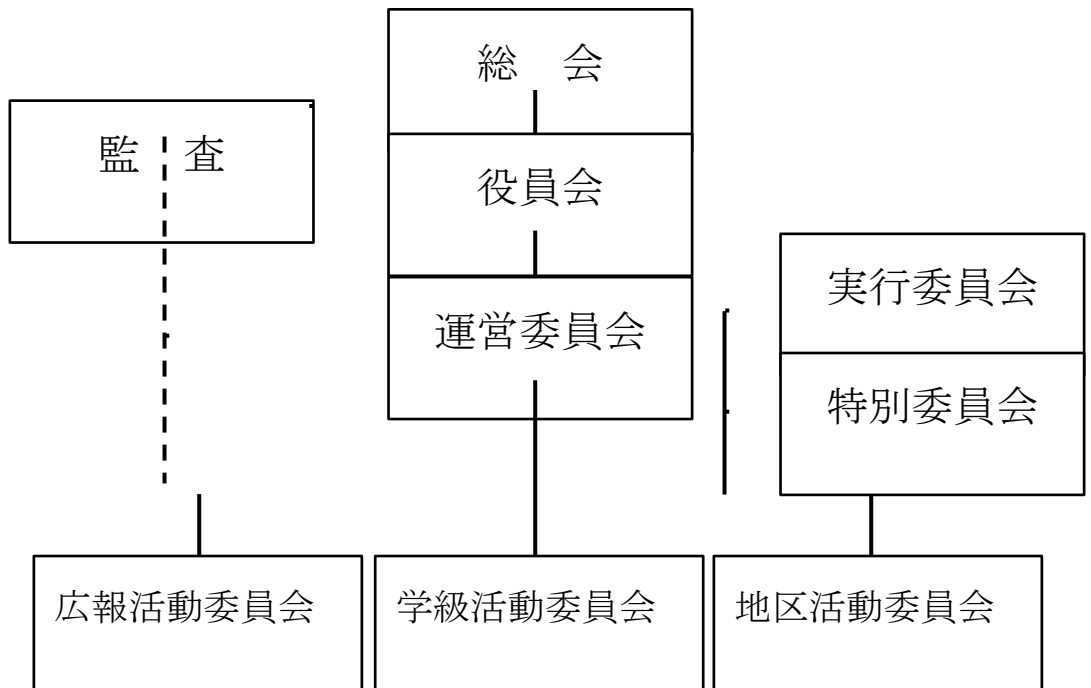 総　会
監　査
役員会
実行委員会
運営委員会
特別委員会
広報活動委員会
学級活動委員会
地区活動委員会